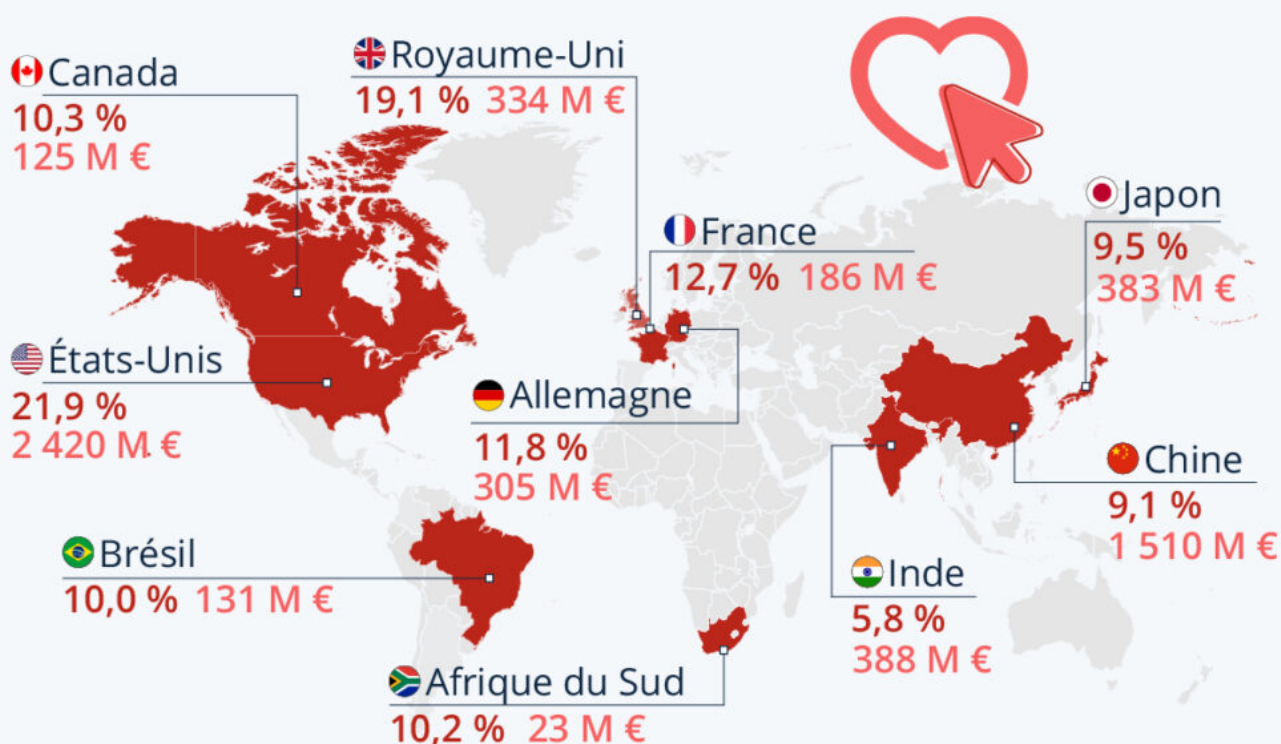 Canada
10,3 %
125 M €
Royaume-Uni
19,1 % 334 M €
France
12,7 % 186 M €
Japon
9,5 %
383 M €
États-Unis
21,9 %
2 420 M €
Allemagne
11,8 %
305 M €
Chine
9,1 %
1 510 M €
Brésil
10,0 % 131 M €
Inde
5,8 %
388 M €
Afrique du Sud
10,2 % 23 M €